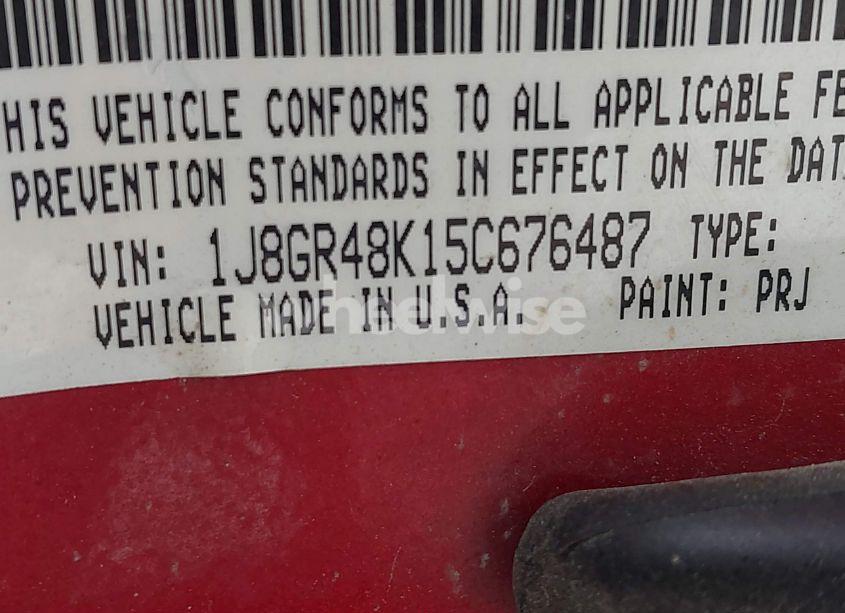 HIS VEHICLE CONFORMS TO ALL APPLICABLE FE
PREVENTION STANDARDS IN EFFECT ON THE DAT
VIN: 1J8GR48K15C676487 TYPE:
VEHICLE MADE IN U.S.A. PAINT: PRJ
wheelwise